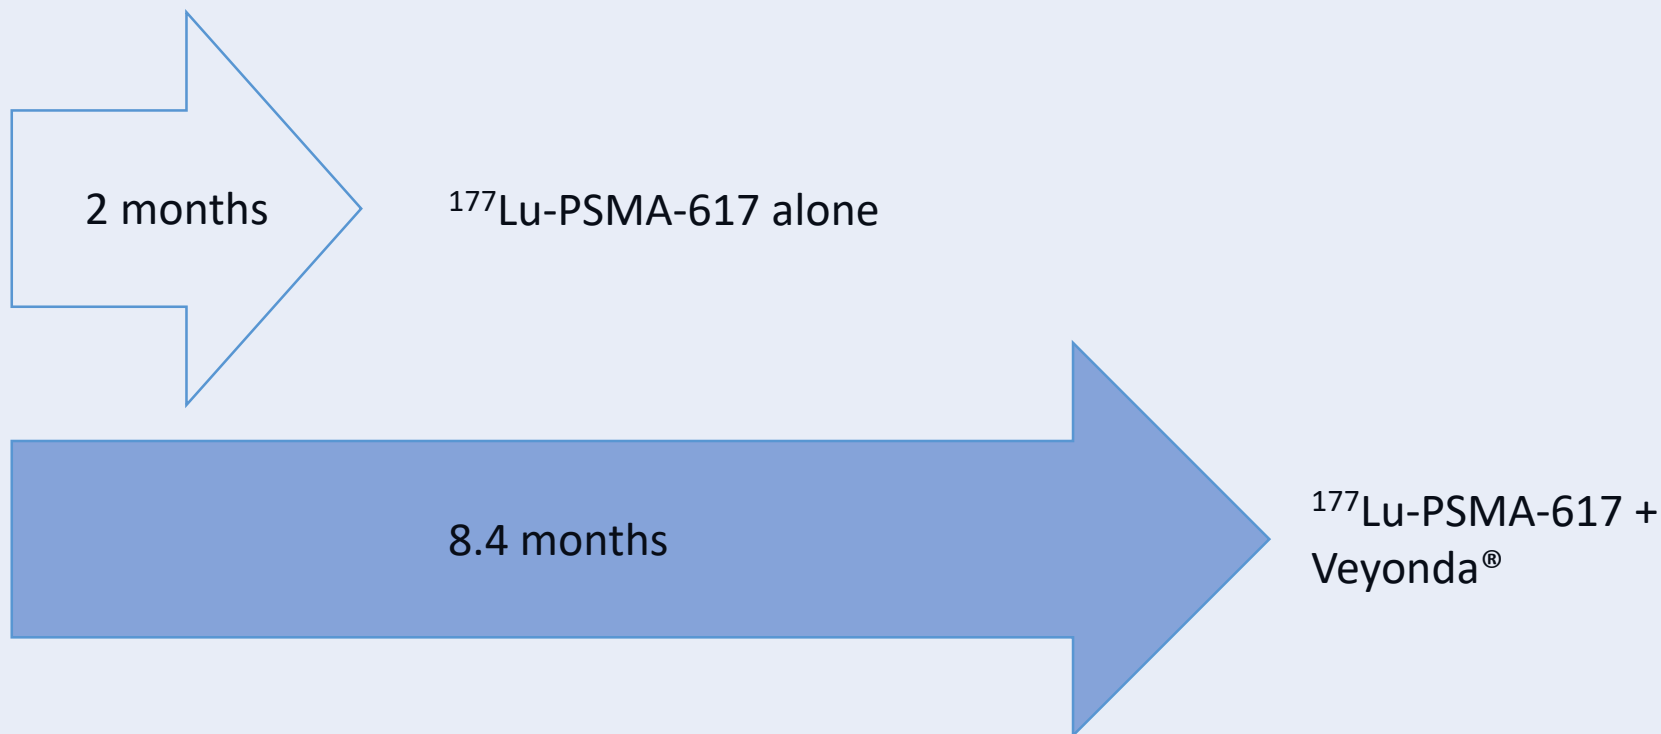 2 months
¹⁷⁷Lu-PSMA-617 alone
8.4 months
¹⁷⁷Lu-PSMA-617 +
Veyonda®